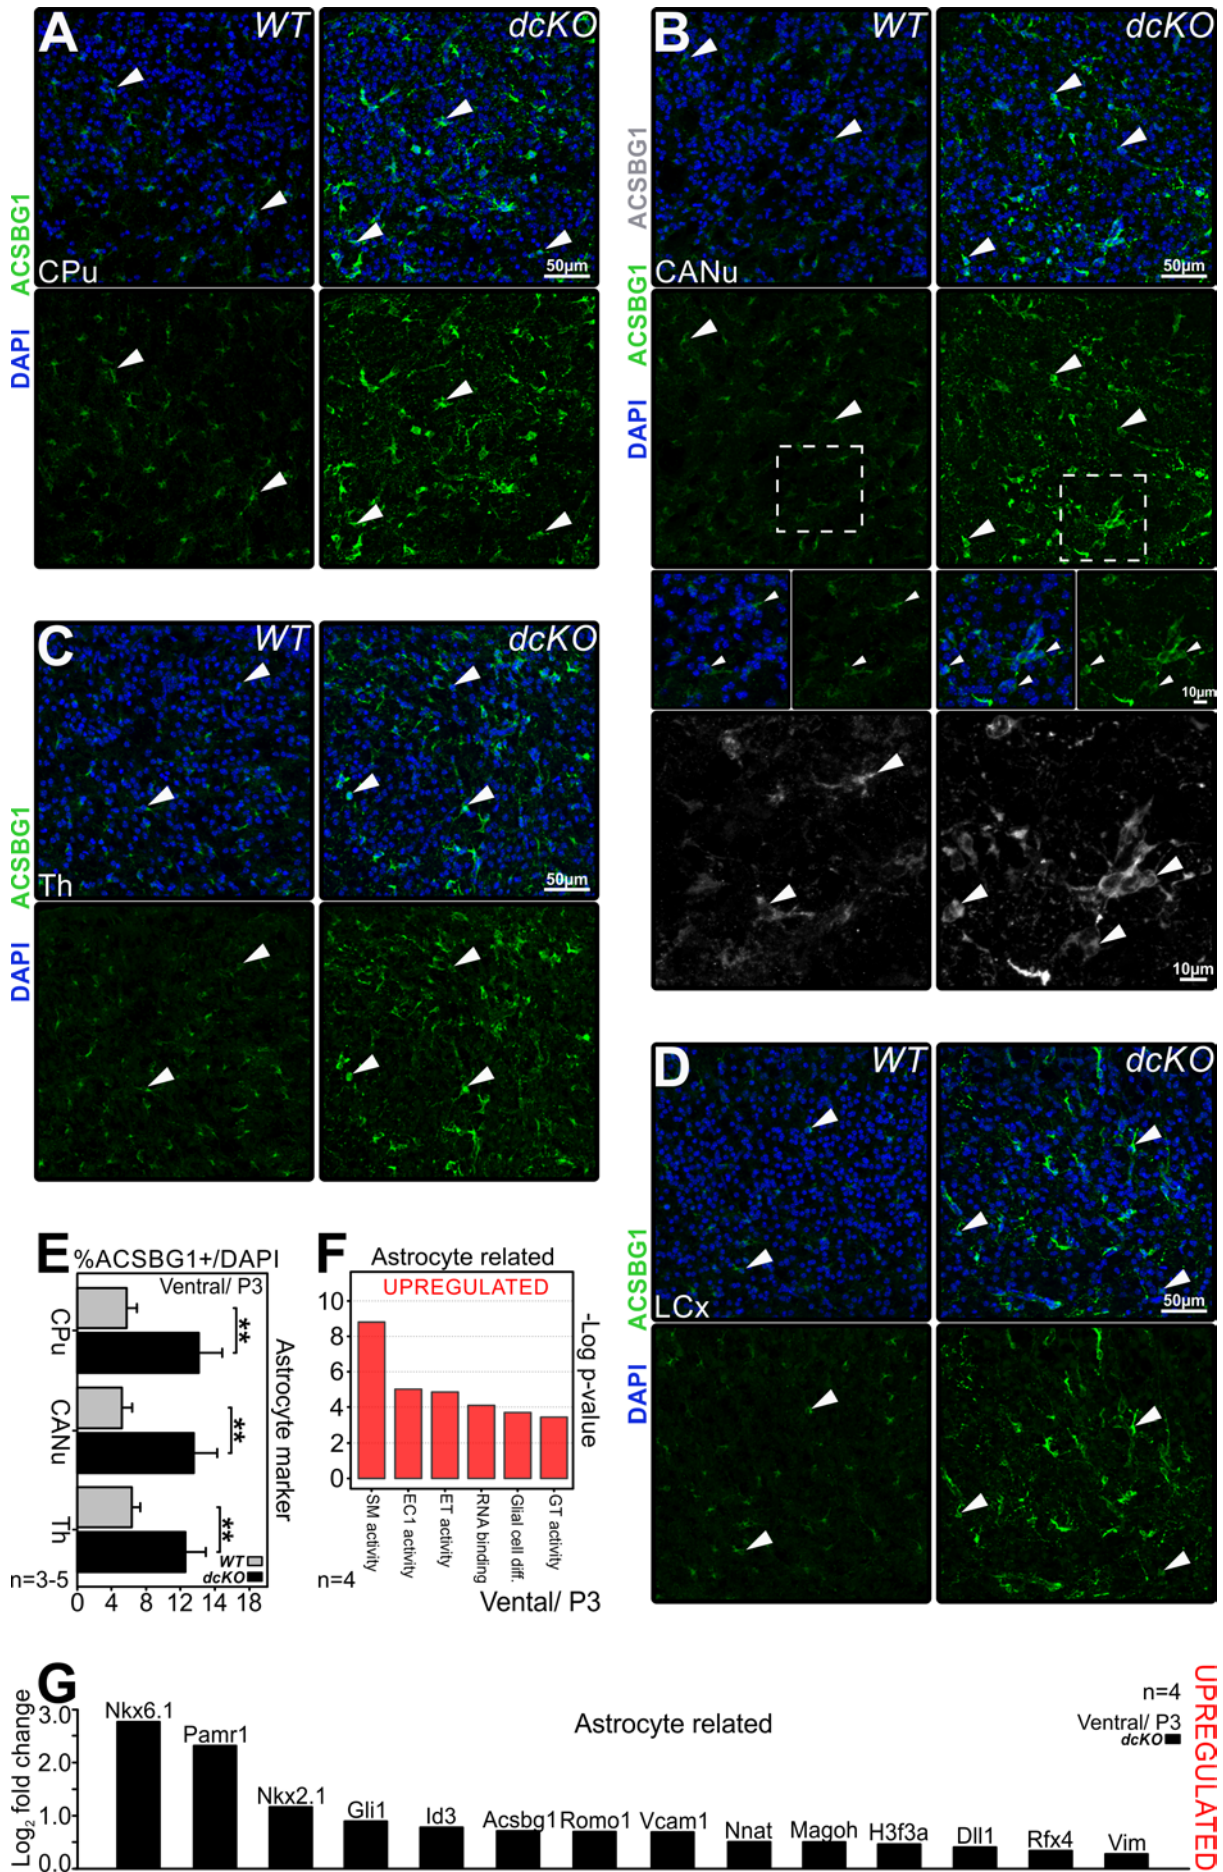 A
WT
dcKO
ACSBG1
DAPI
CPu
50µm
B
WT
dcKO
ACSBG1
ACSBG1
DAPI
CANu
50µm
10µm
10µm
C
WT
dcKO
ACSBG1
DAPI
Th
50µm
D
WT
dcKO
ACSBG1
DAPI
LCx
50µm
E
%ACSBG1+/DAPI
Ventral/ P3
CPu
**
CANu
**
Th
**
Astrocyte marker
WT
dcKO
n=3-5
0 4 8 12 14 18
F
Astrocyte related
UPREGULATED
10
8
6
4
2
0
-Log p-value
SM activity
EC1 activity
ET activity
RNA binding
Glial cell diff.
GT activity
n=4
Vental/ P3
G
Log2 fold change
3.0
2.0
1.0
0.0
Nkx6.1
Pamr1
Nkx2.1
Gli1
Id3
Acsbg1
Romo1
Vcam1
Nnat
Magoh
H3f3a
Dll1
Rfx4
Vim
Astrocyte related
n=4
Ventral/ P3
dcKO
UPREGULATED